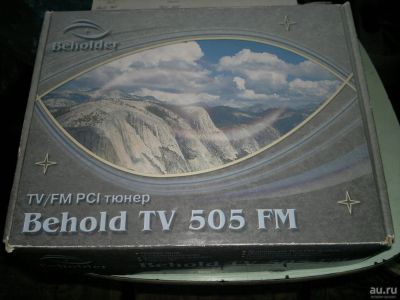 Beholder
TV/FM PCI тюнер
Behold TV 505 FM
au.ru